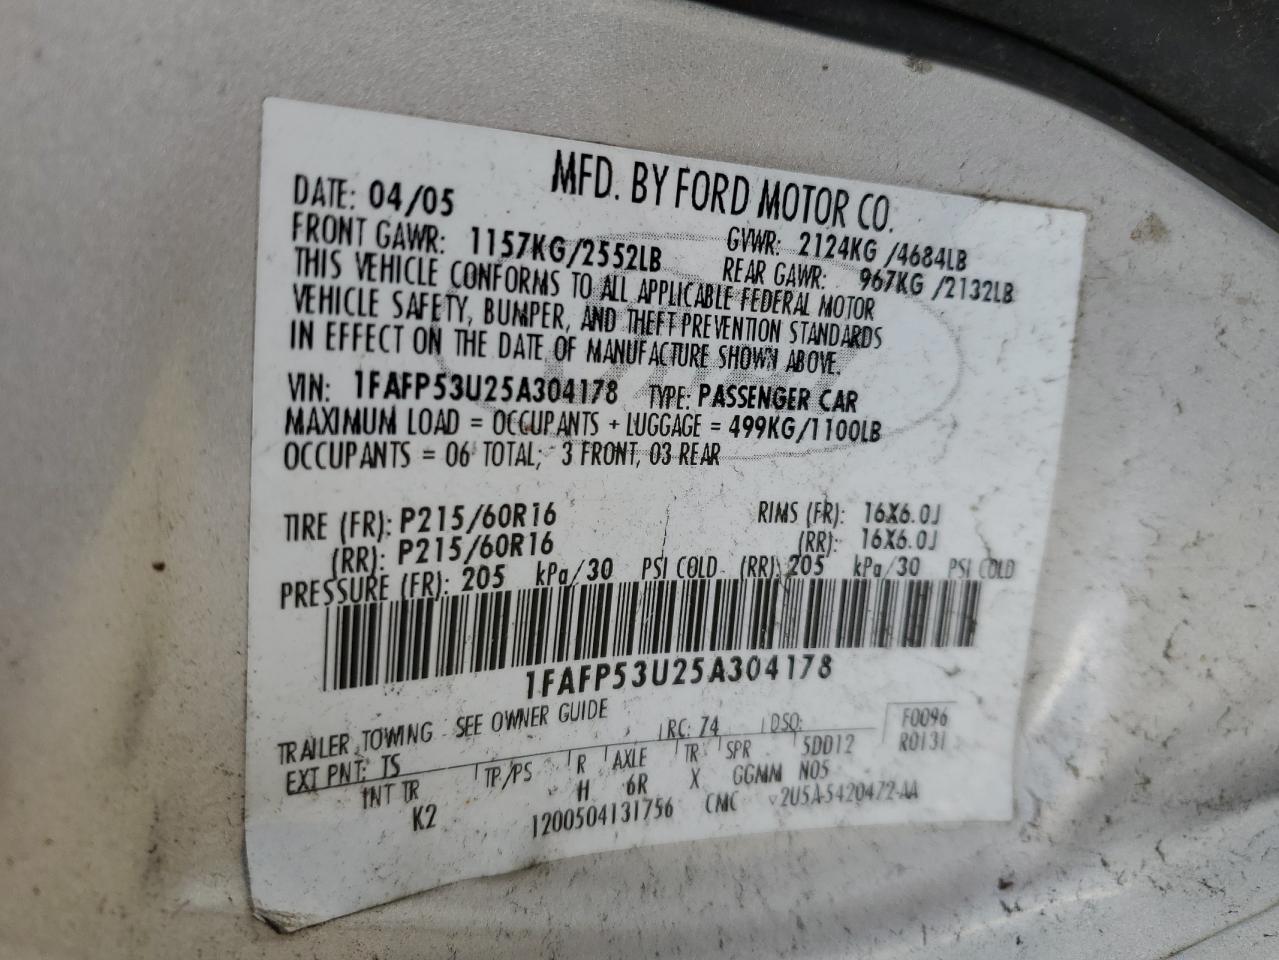 MFD. BY FORD MOTOR CO.
DATE: 04/05 GVWR: 2124KG /4684LB
FRONT GAWR: 1157KG/2552LB REAR GAWR: 967KG /2132LB
THIS VEHICLE CONFORMS TO ALL APPLICABLE FEDERAL MOTOR
VEHICLE SAFETY, BUMPER, AND THEFT PREVENTION STANDARDS
IN EFFECT ON THE DATE OF MANUFACTURE SHOWN ABOVE.
VIN: 1FAFP53U25A304178 TYPE: PASSENGER CAR
MAXIMUM LOAD = OCCUPANTS + LUGGAGE = 499KG/1100LB
OCCUPANTS = 06 TOTAL; 3 FRONT, 03 REAR
TIRE (FR): P215/60R16 RIMS (FR): 16X6.0J
(RR): P215/60R16 (RR): 16X6.0J
PRESSURE (FR): 205 kPa/30 PSI COLD (RR) 205 kPa/30 PSI COLD
1FAFP53U25A304178
TRAILER TOWING SEE OWNER GUIDE
EXT PNT: TS RC: 74 DSO: F0096
INT TR TP/PS R AXLE TR SPR 5DD12 R0131
K2 H 6R X GGMM N05
1200504131756 CMC 2U5A-5420472-AA